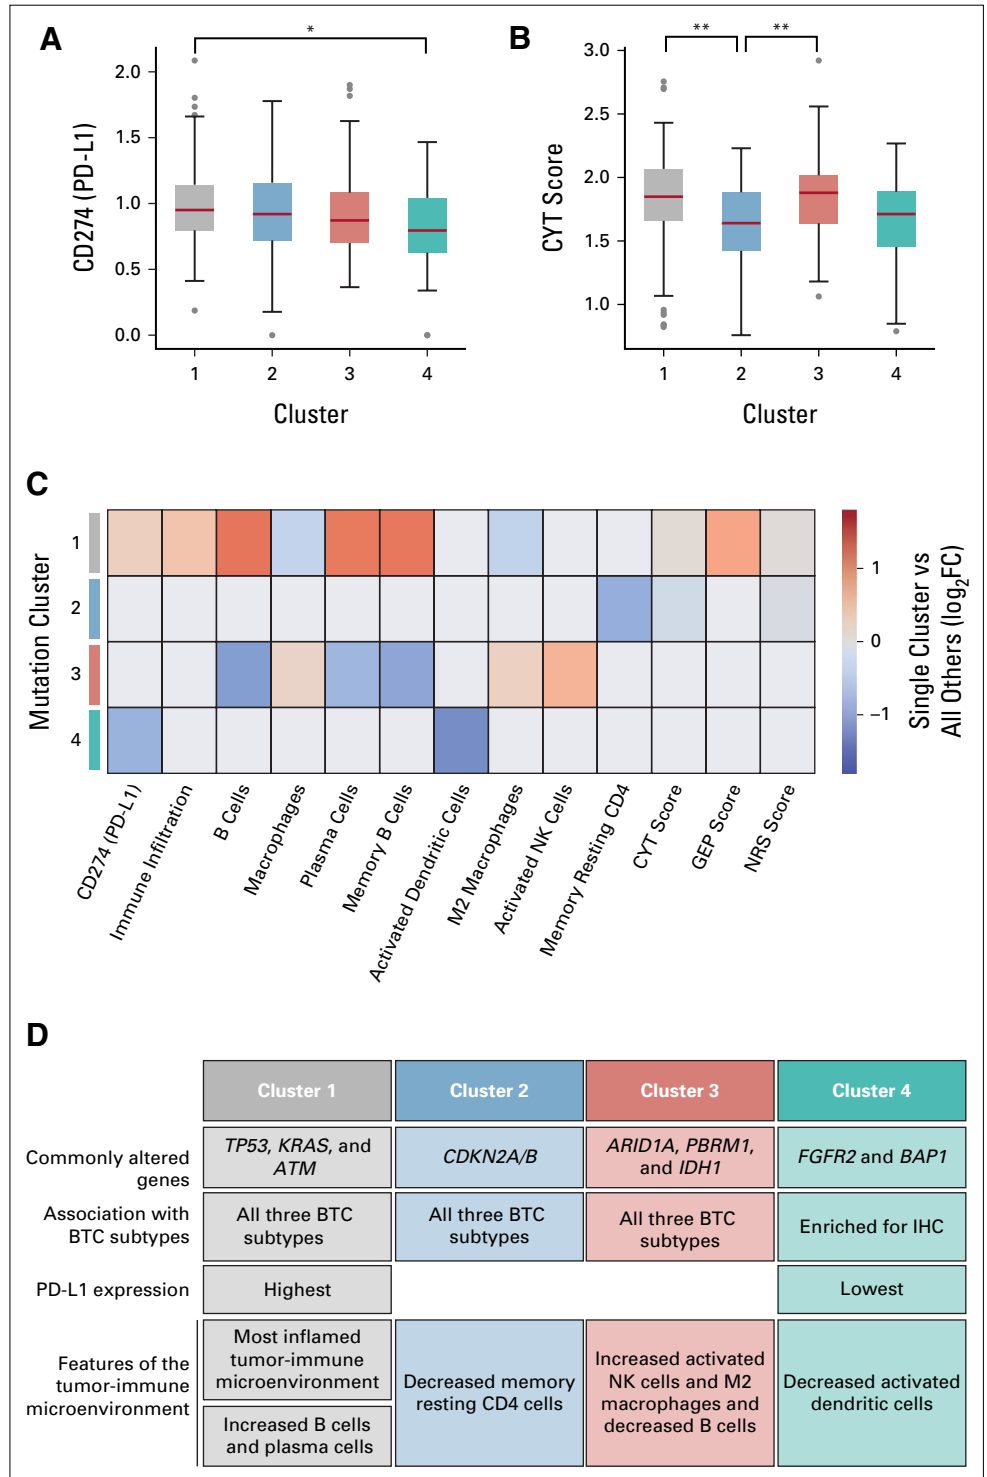 A
B
*
**
**
CD274 (PD-L1)
2.0
1.5
1.0
0.5
0.0
1
2
3
4
Cluster
CYT Score
3.0
2.5
2.0
1.5
1.0
1
2
3
4
Cluster
C
Mutation Cluster
1
2
3
4
CD274 (PD-L1)
Immune Infiltration
B Cells
Macrophages
Plasma Cells
Memory B Cells
Activated Dendritic Cells
M2 Macrophages
Activated NK Cells
Memory Resting CD4
CYT Score
GEP Score
NRS Score
1
0
−1
Single Cluster vs
All Others (log₂FC)
D
Cluster 1
Cluster 2
Cluster 3
Cluster 4
Commonly altered
genes
TP53, KRAS, and
ATM
CDKN2A/B
ARID1A, PBRM1,
and IDH1
FGFR2 and BAP1
Association with
BTC subtypes
All three BTC
subtypes
All three BTC
subtypes
All three BTC
subtypes
Enriched for IHC
PD-L1 expression
Highest
Lowest
Features of the
tumor-immune
microenvironment
Most inflamed
tumor-immune
microenvironment
Increased B cells
and plasma cells
Decreased memory
resting CD4 cells
Increased activated
NK cells and M2
macrophages and
decreased B cells
Decreased activated
dendritic cells